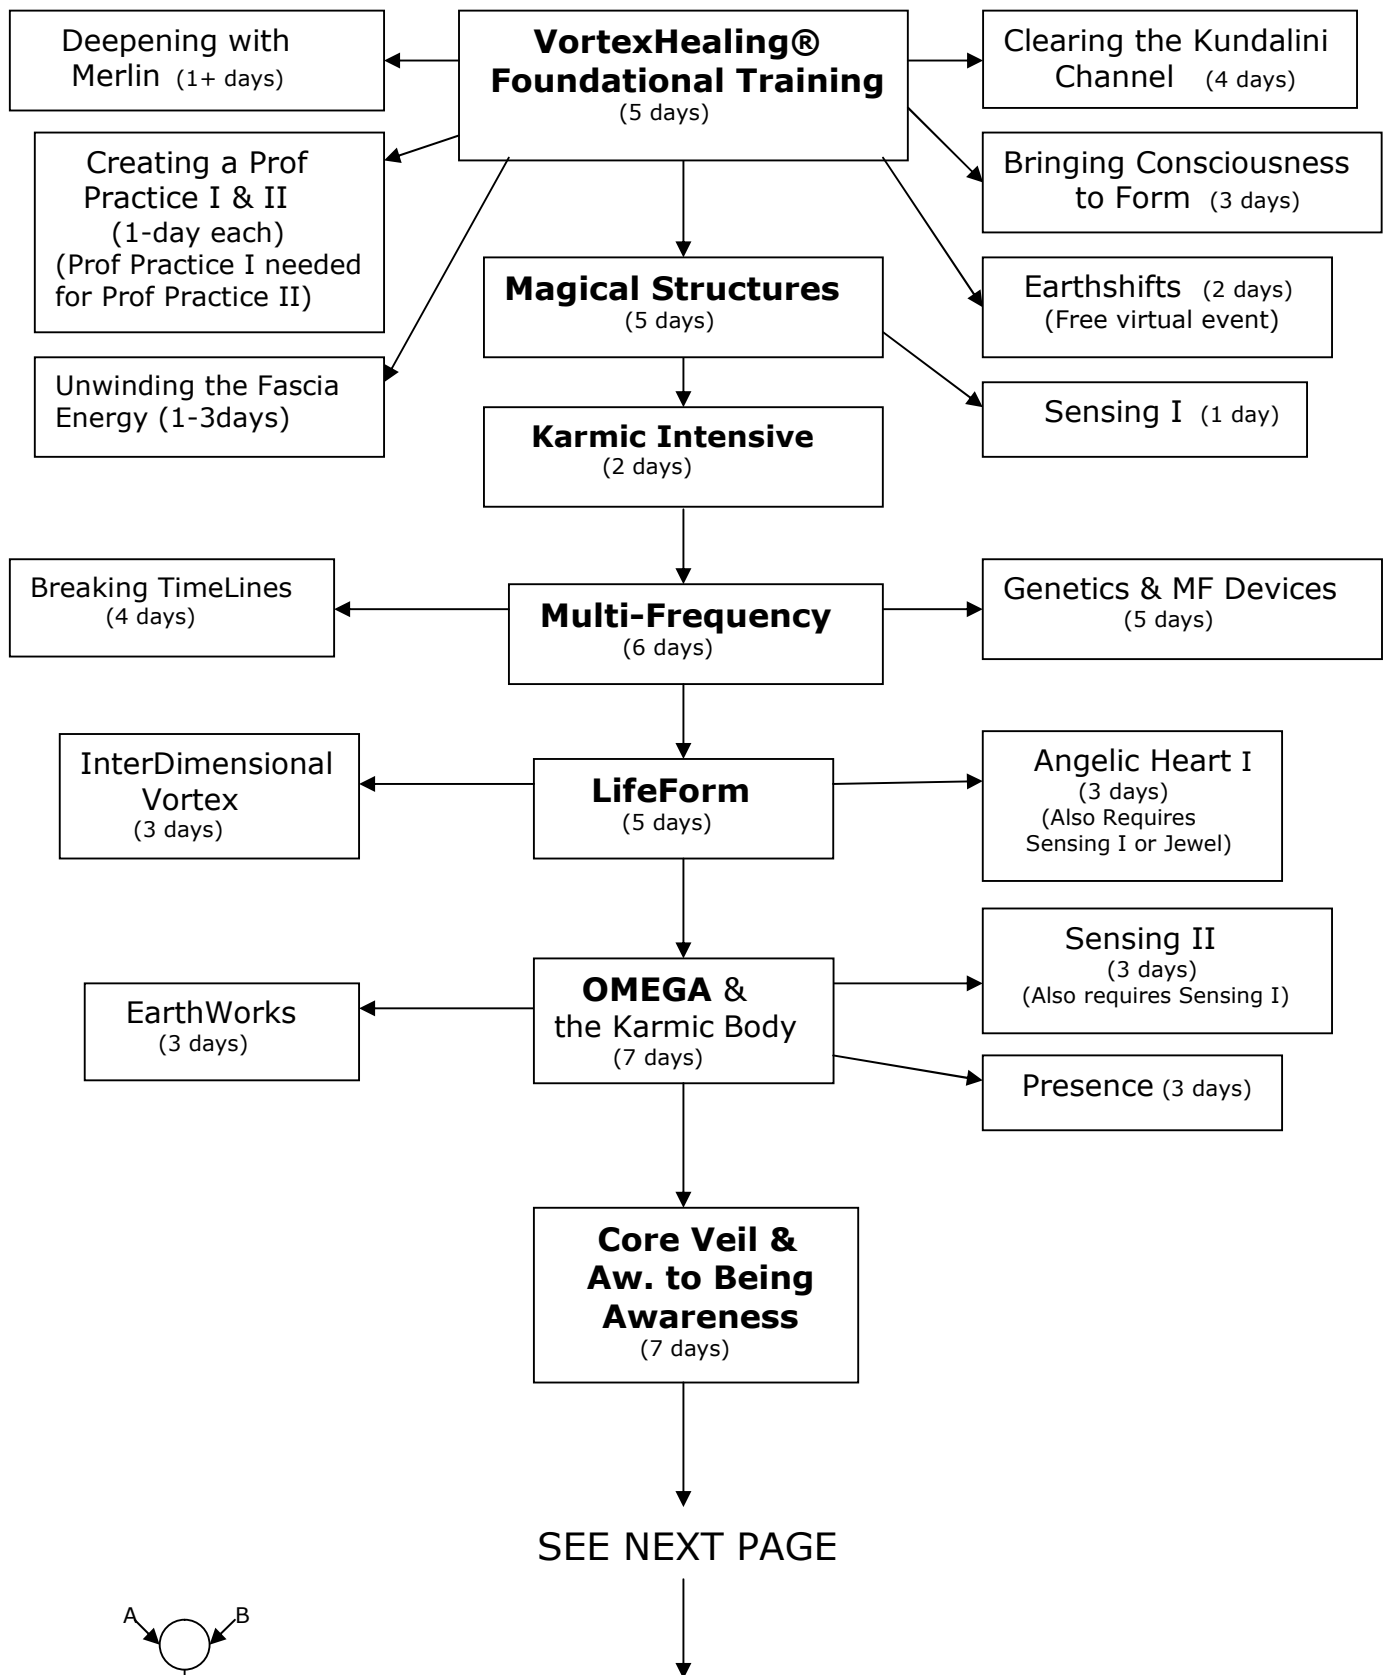 Deepening with
Merlin (1+ days)
VortexHealing®
Foundational Training
(5 days)
Clearing the Kundalini
Channel (4 days)
Creating a Prof
Practice I & II
(1-day each)
(Prof Practice I needed
for Prof Practice II)
Bringing Consciousness
to Form (3 days)
Magical Structures
(5 days)
Earthshifts (2 days)
(Free virtual event)
Unwinding the Fascia
Energy (1-3days)
Sensing I (1 day)
Karmic Intensive
(2 days)
Breaking TimeLines
(4 days)
Multi-Frequency
(6 days)
Genetics & MF Devices
(5 days)
InterDimensional
Vortex
(3 days)
LifeForm
(5 days)
Angelic Heart I
(3 days)
(Also Requires
Sensing I or Jewel)
EarthWorks
(3 days)
OMEGA &
the Karmic Body
(7 days)
Sensing II
(3 days)
(Also requires Sensing I)
Presence (3 days)
Core Veil &
Aw. to Being
Awareness
(7 days)
SEE NEXT PAGE
A
B